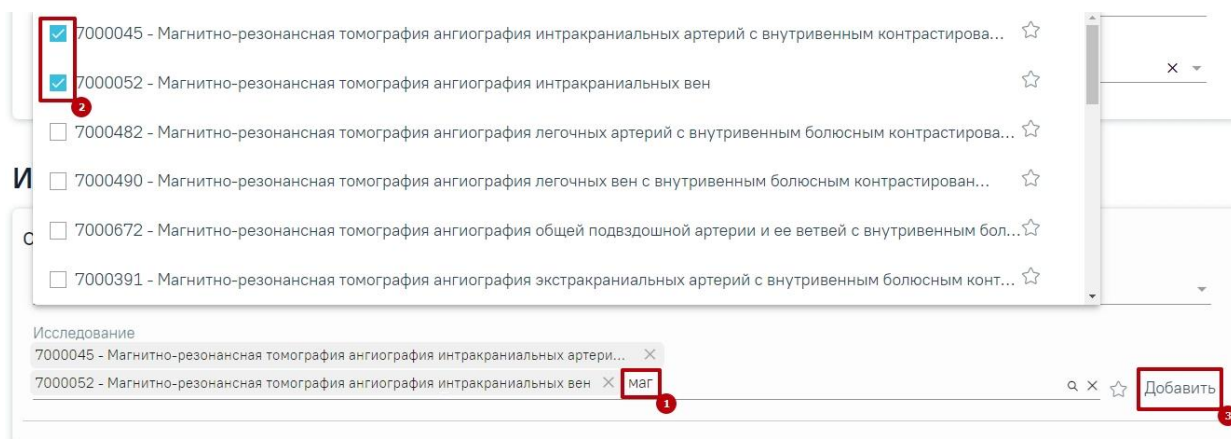 7000045 - Магнитно-резонансная томография ангиография интракраниальных артерий с внутривенным контрастирова...
7000052 - Магнитно-резонансная томография ангиография интракраниальных вен
2
7000482 - Магнитно-резонансная томография ангиография легочных артерий с внутривенным болюсным контрастирова...
7000490 - Магнитно-резонансная томография ангиография легочных вен с внутривенным болюсным контрастирован...
И
7000672 - Магнитно-резонансная томография ангиография общей подвздошной артерии и ее ветвей с внутривенным бол...
7000391 - Магнитно-резонансная томография ангиография экстракраниальных артерий с внутривенным болюсным конт...
Исследование
7000045 - Магнитно-резонансная томография ангиография интракраниальных артери...
7000052 - Магнитно-резонансная томография ангиография интракраниальных вен маг Добавить
1 3